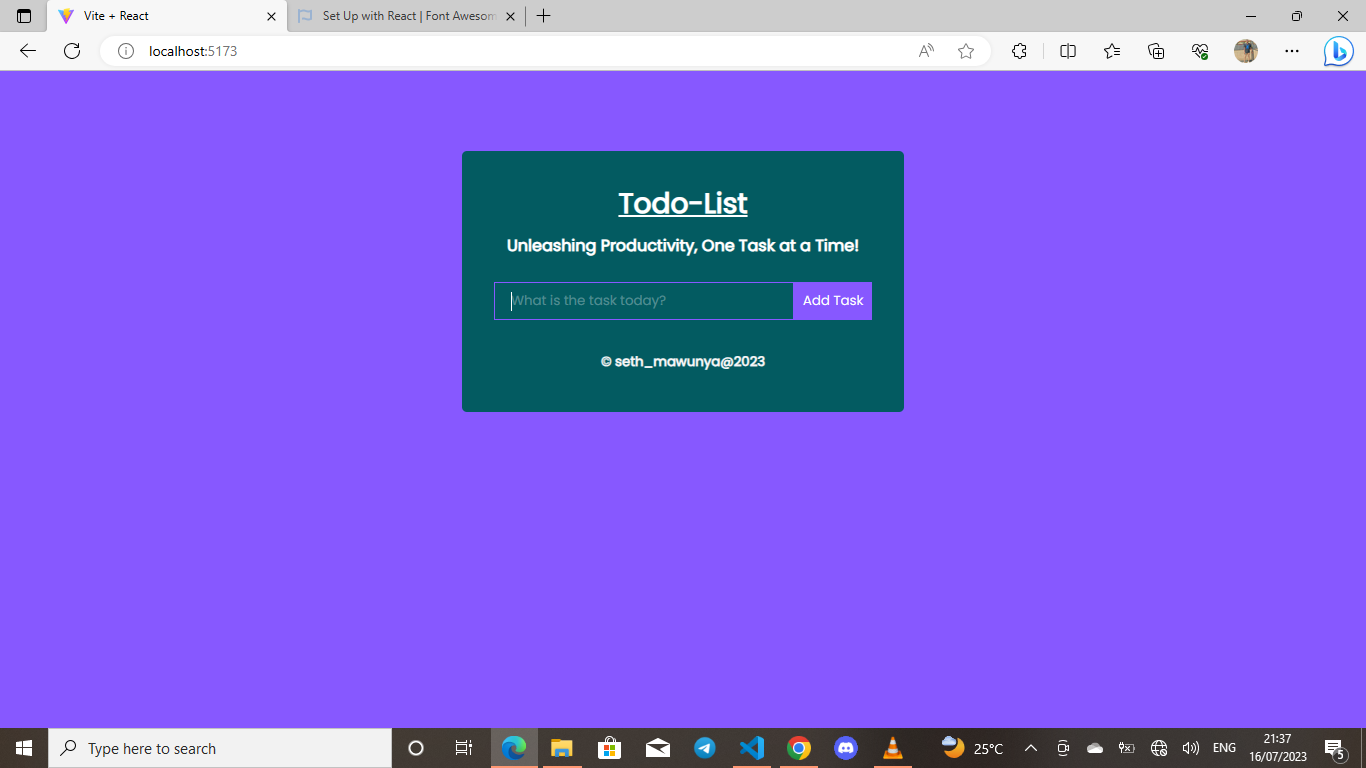 Vite + React
Set Up with React | Font Awesom
localhost:5173
Todo-List
Unleashing Productivity, One Task at a Time!
What is the task today?
Add Task
© seth_mawunya@2023
Type here to search
25°C
ENG
21:37
16/07/2023
5